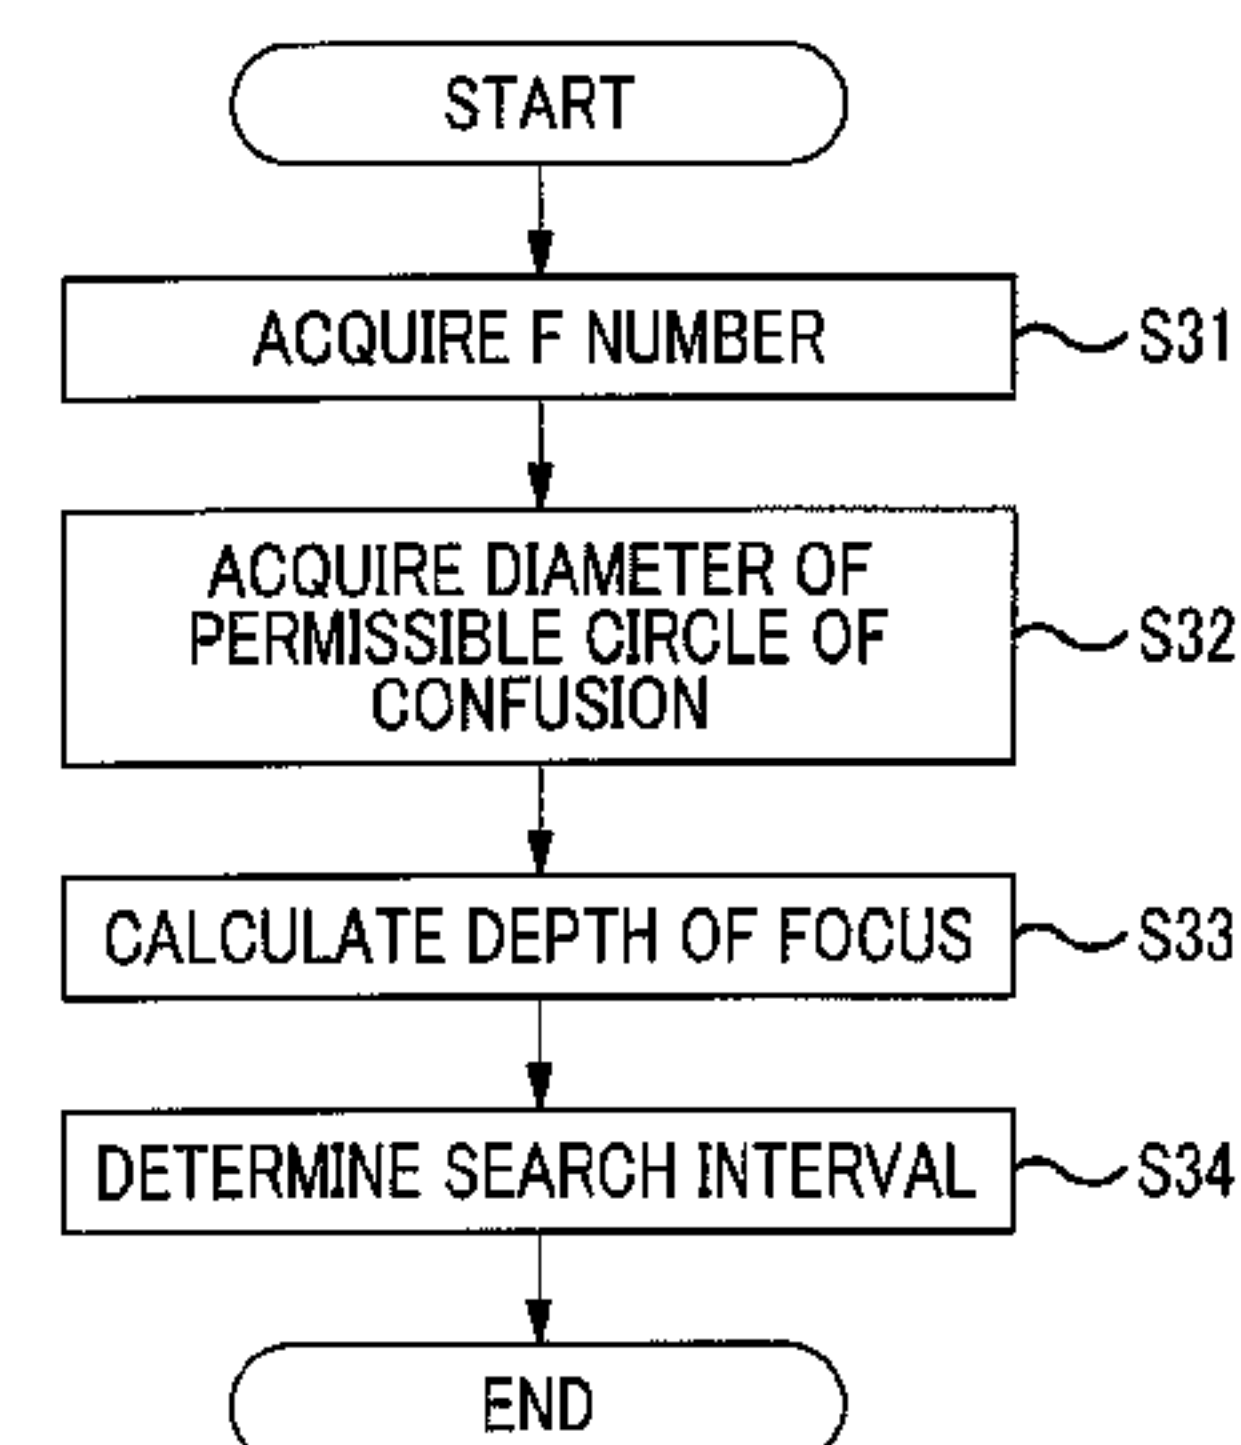 START
ACQUIRE F NUMBER
S31
ACQUIRE DIAMETER OF
PERMISSIBLE CIRCLE OF
CONFUSION
S32
CALCULATE DEPTH OF FOCUS
S33
DETERMINE SEARCH INTERVAL
S34
END